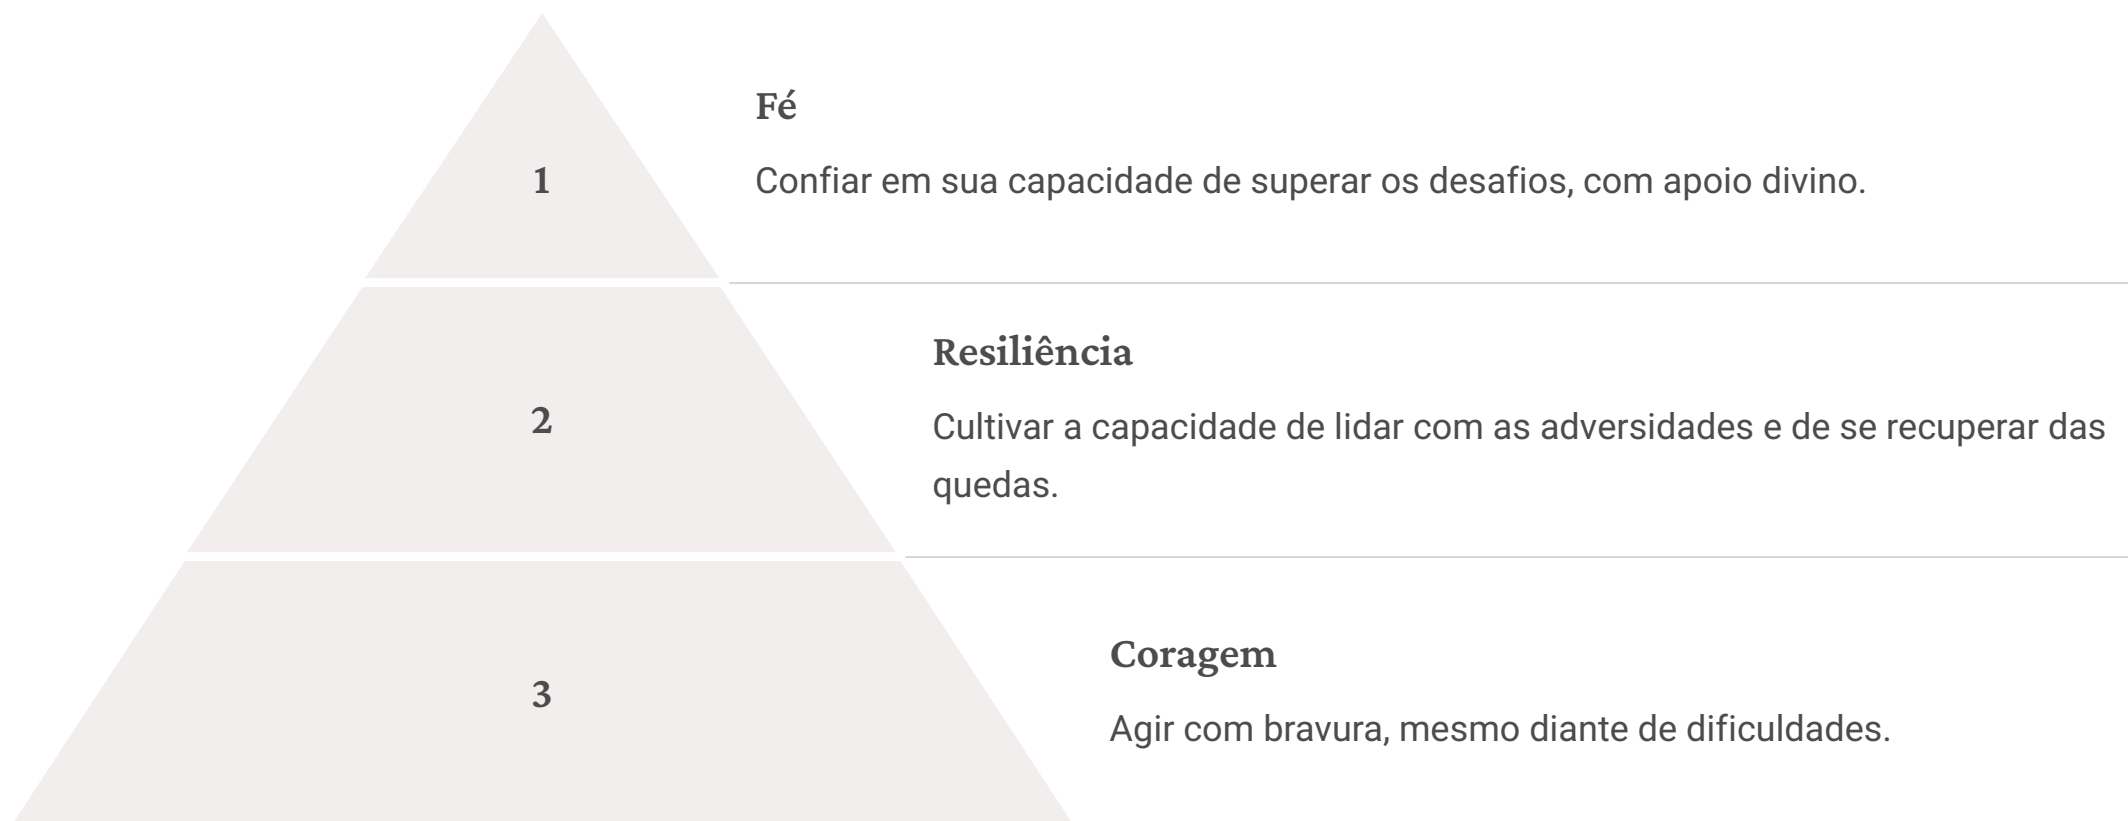 Fé
1
Confiar em sua capacidade de superar os desafios, com apoio divino.
Resiliência
2
Cultivar a capacidade de lidar com as adversidades e de se recuperar das
quedas.
Coragem
3
Agir com bravura, mesmo diante de dificuldades.